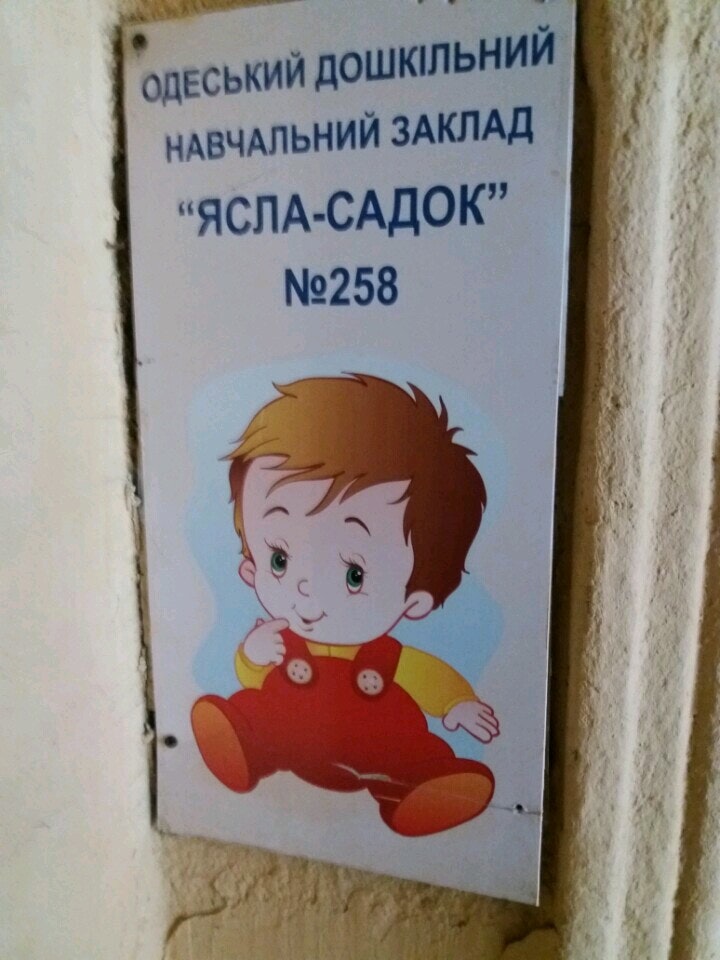 ОДЕСЬКИЙ ДОШКІЛЬНИЙ
НАВЧАЛЬНИЙ ЗАКЛАД
“ЯСЛА-САДОК”
№258